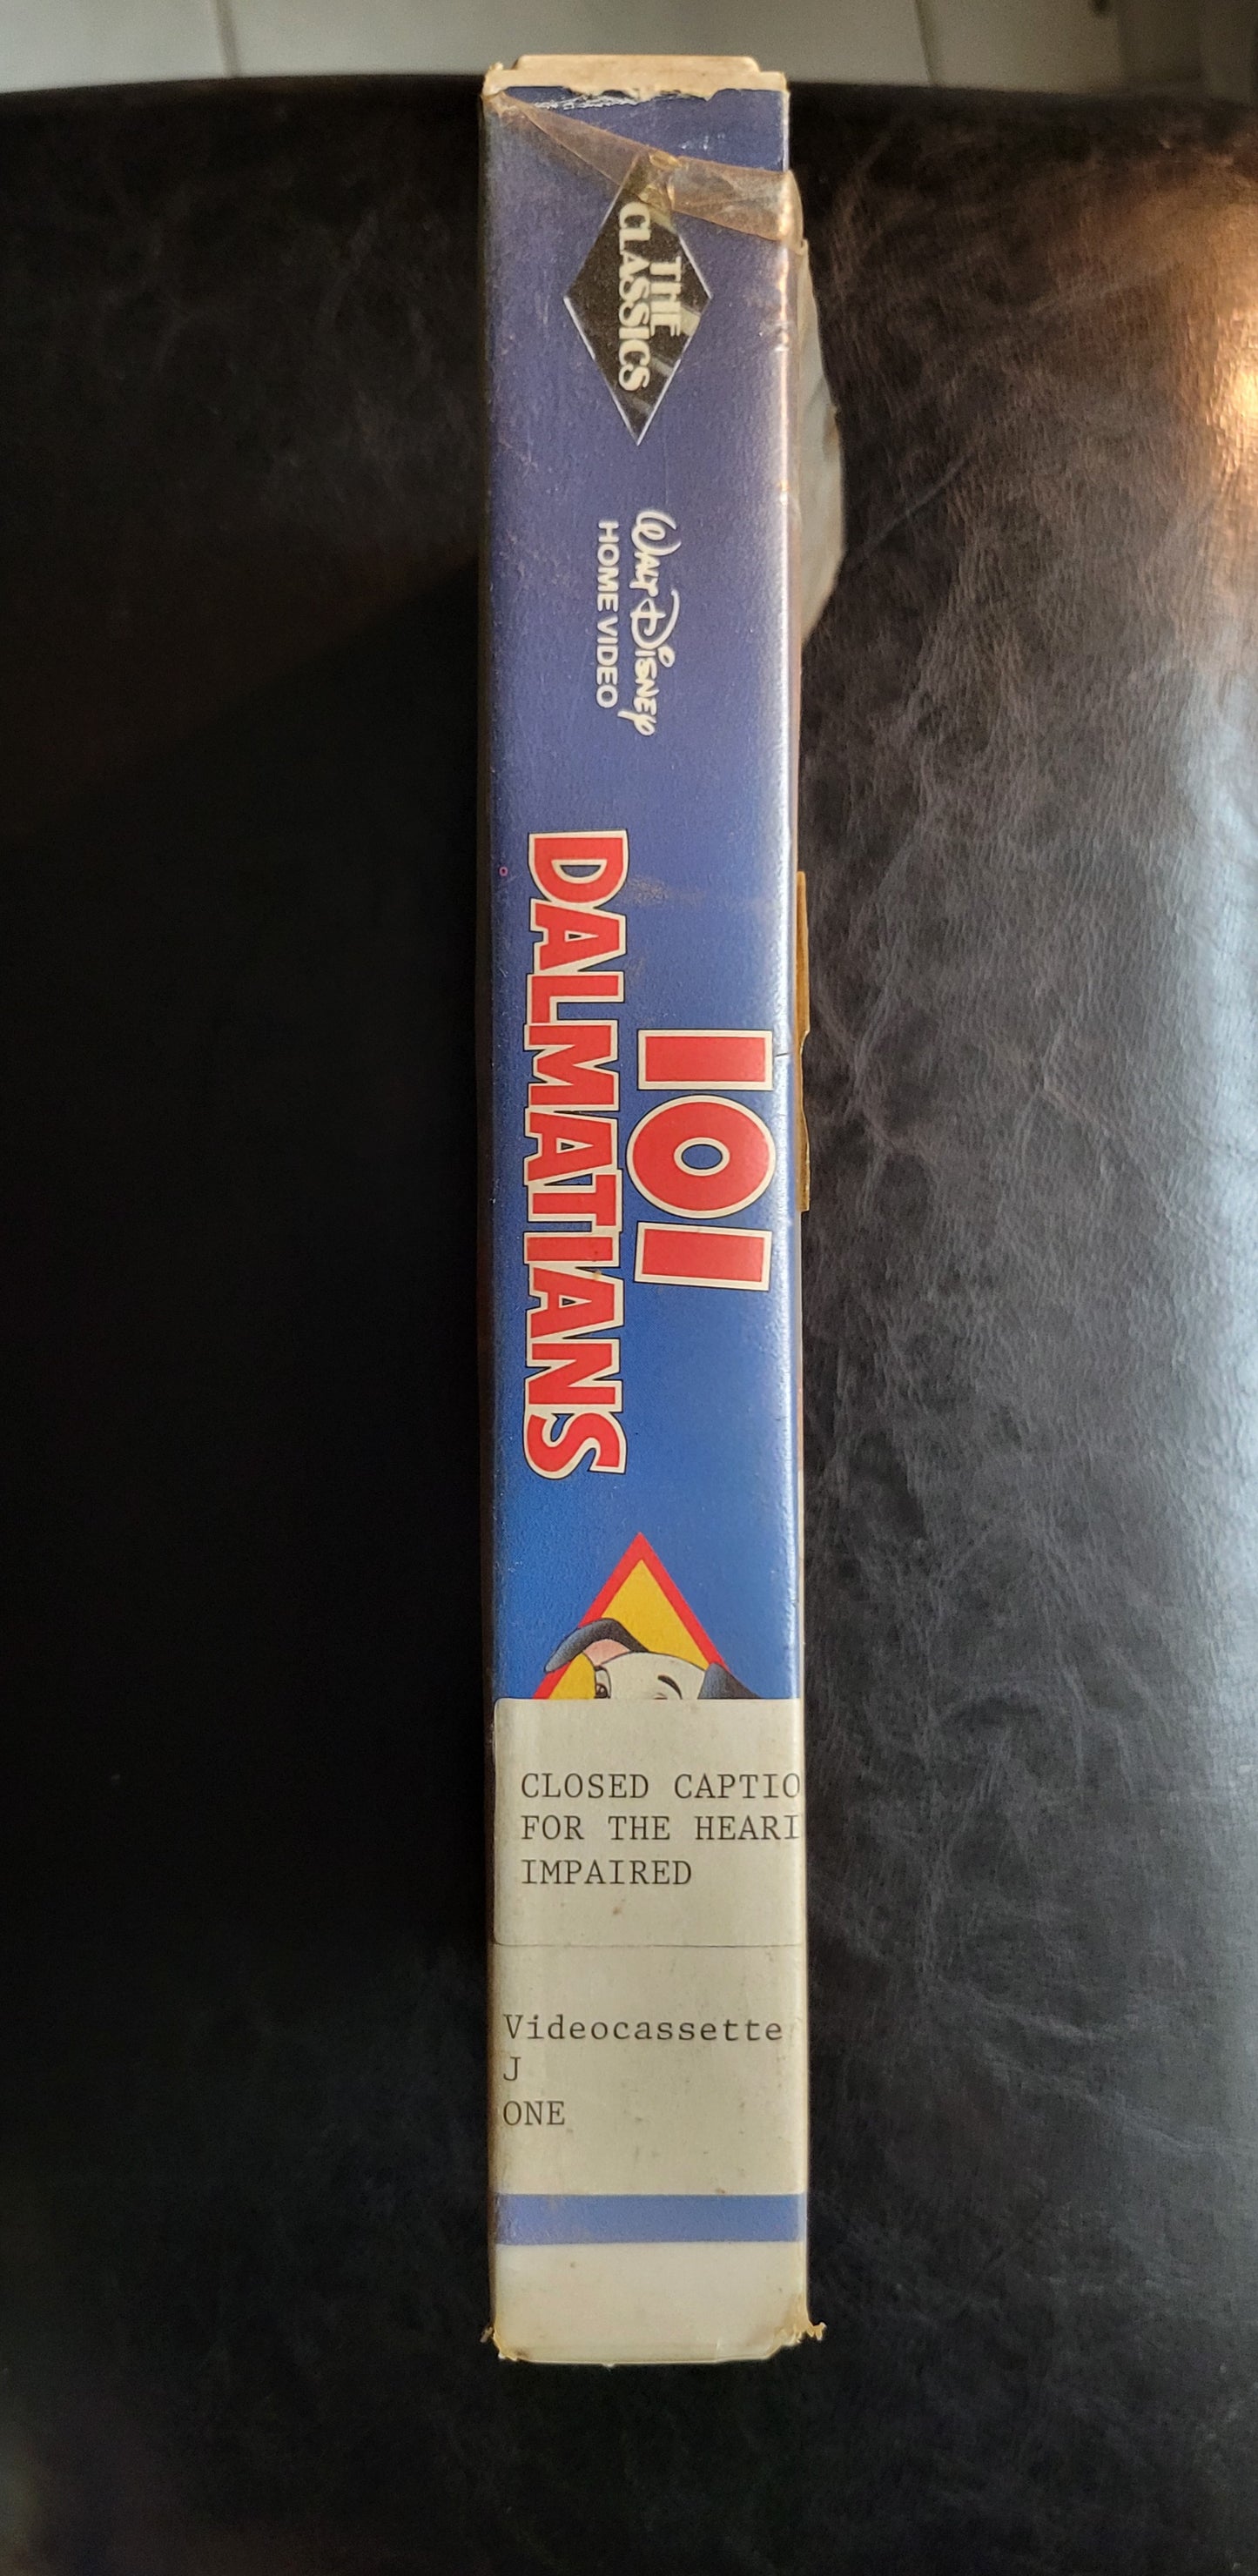 THE
CLASSICS
WALT DISNEY
HOME VIDEO
101
DALMATIANS
CLOSED CAPTIO
FOR THE HEARI
IMPAIRED
Videocassette
J
ONE